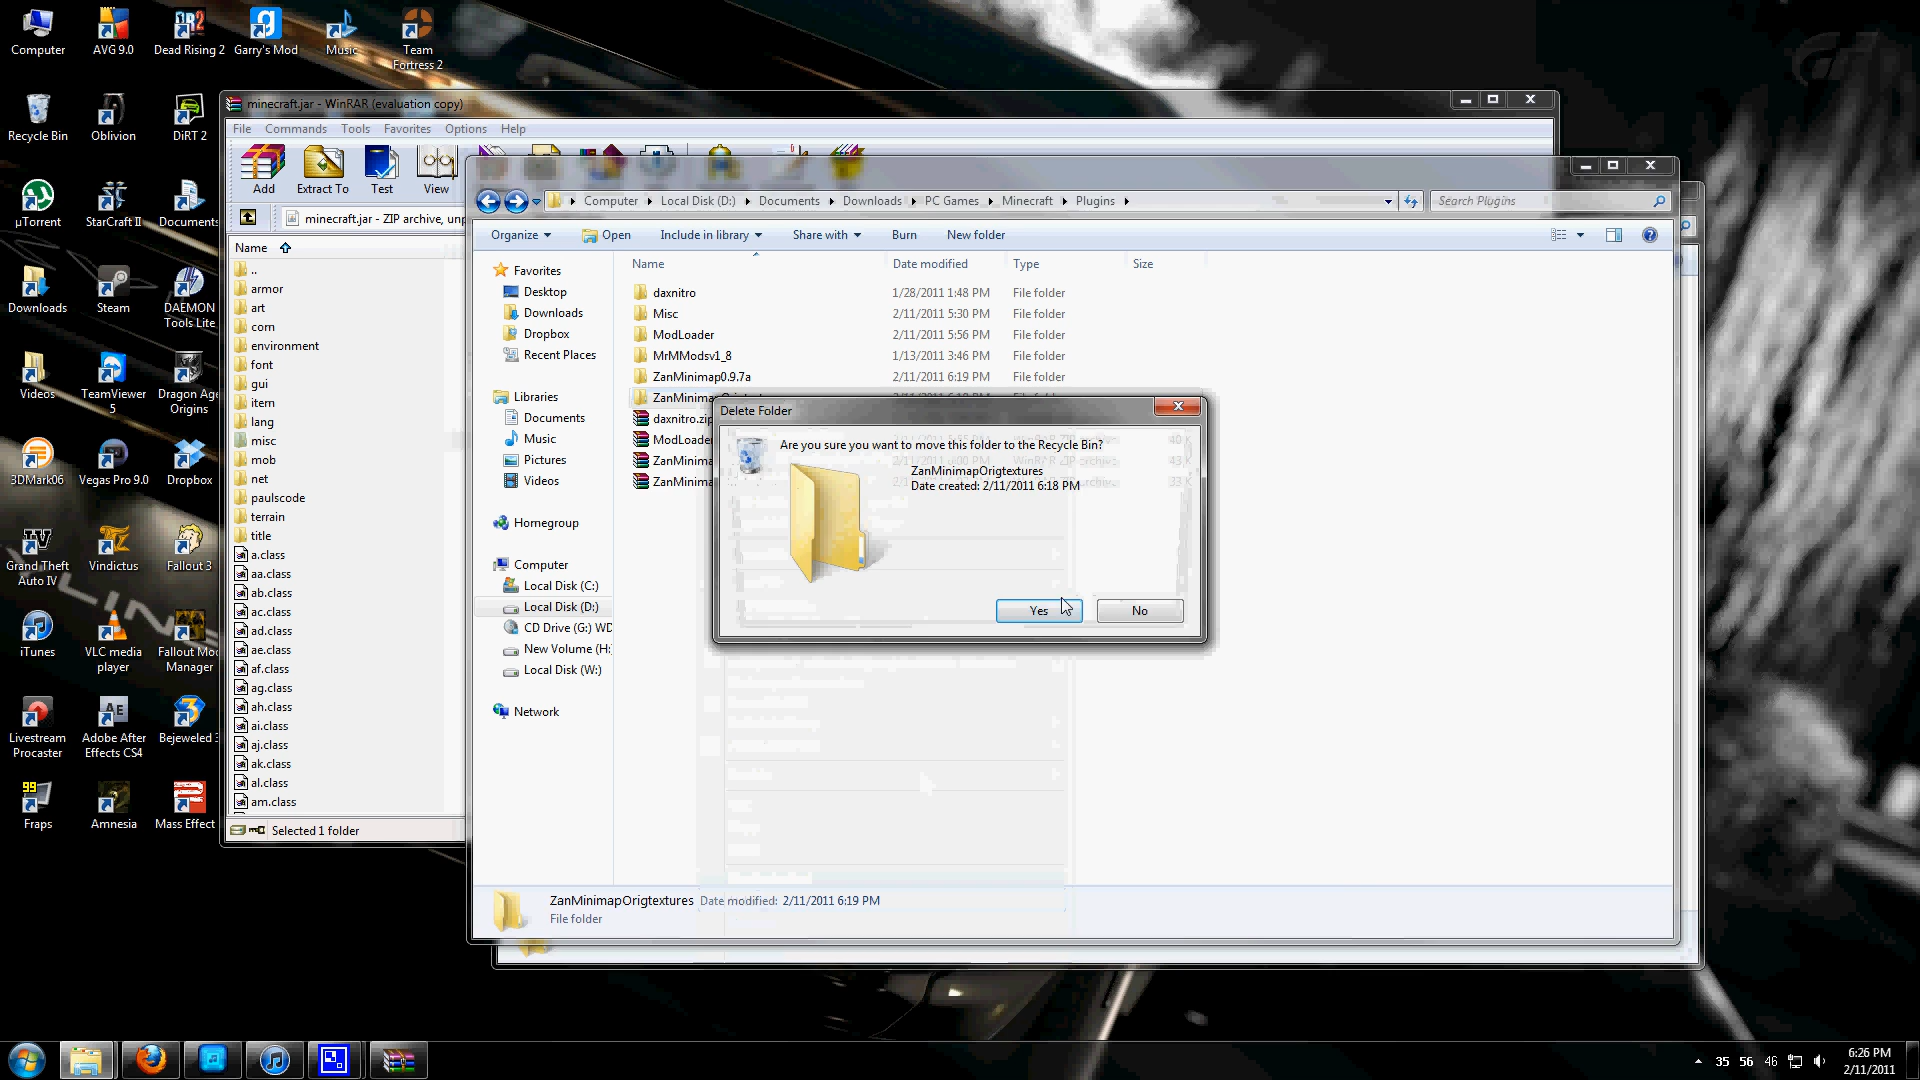 Computer
AVG 9.0
Dead Rising 2
Garry's Mod
Music
Team
Fortress 2
Recycle Bin
Oblivion
DiRT 2
µTorrent
StarCraft II
Documents
Downloads
Steam
DAEMON
Tools Lite
Videos
TeamViewer
5
Dragon Age
Origins
3DMark06
Vegas Pro 9.0
Dropbox
Grand Theft
Auto IV
Vindictus
Fallout 3
iTunes
VLC media
player
Fallout Mo
Manager
Livestream
Procaster
Adobe After
Effects CS4
Bejeweled 3
99
Fraps
Amnesia
Mass Effect
minecraft.jar - WinRAR (evaluation copy)
File Commands Tools Favorites Options Help
Add
Extract To
Test
View
minecraft.jar - ZIP archive, unp
Name
..
armor
art
com
environment
font
gui
item
lang
misc
mob
net
paulscode
terrain
title
a.class
aa.class
ab.class
ac.class
ad.class
ae.class
af.class
ag.class
ah.class
ai.class
aj.class
ak.class
al.class
am.class
Selected 1 folder
Computer Local Disk (D:) Documents Downloads PC Games Minecraft Plugins
Search Plugins
Organize Open Include in library Share with Burn New folder
Favorites
Desktop
Downloads
Dropbox
Recent Places
Libraries
Documents
Music
Pictures
Videos
Homegroup
Computer
Local Disk (C:)
Local Disk (D:)
CD Drive (G:) WD
New Volume (H:
Local Disk (W:)
Network
Name Date modified Type Size
daxnitro 1/28/2011 1:48 PM File folder
Misc 2/11/2011 5:30 PM File folder
ModLoader 2/11/2011 5:56 PM File folder
MrMModsv1_8 1/13/2011 3:46 PM File folder
ZanMinimap0.9.7a 2/11/2011 6:19 PM File folder
daxnitro.zip
ModLoade
ZanMinima
ZanMinima
Delete Folder
Are you sure you want to move this folder to the Recycle Bin?
ZanMinimapOrigtextures
Date created: 2/11/2011 6:18 PM
Yes
No
ZanMinimapOrigtextures Date modified: 2/11/2011 6:19 PM
File folder
35 56 46
6:26 PM
2/11/2011